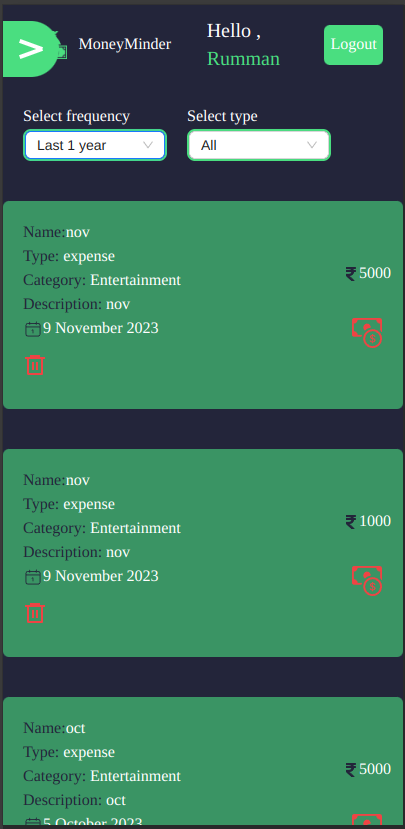 > MoneyMinder Hello , Logout
Rumman
Select frequency Select type
Last 1 year All
Name:nov
Type: expense
Category: Entertainment
Description: nov
9 November 2023
₹ 5000
Name:nov
Type: expense
Category: Entertainment
Description: nov
9 November 2023
₹ 1000
Name:oct
Type: expense
Category: Entertainment
Description: oct
5 October 2023
₹ 5000